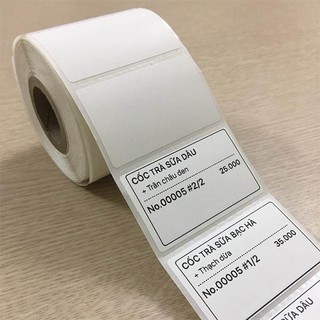 CỐC TRÀ SỮA DÂU
+ Trân châu đen 25.000
No.00005 #2/2
CỐC TRÀ SỮA BẠC HÀ
+ Thạch dừa 35.000
No.00005 #1/2